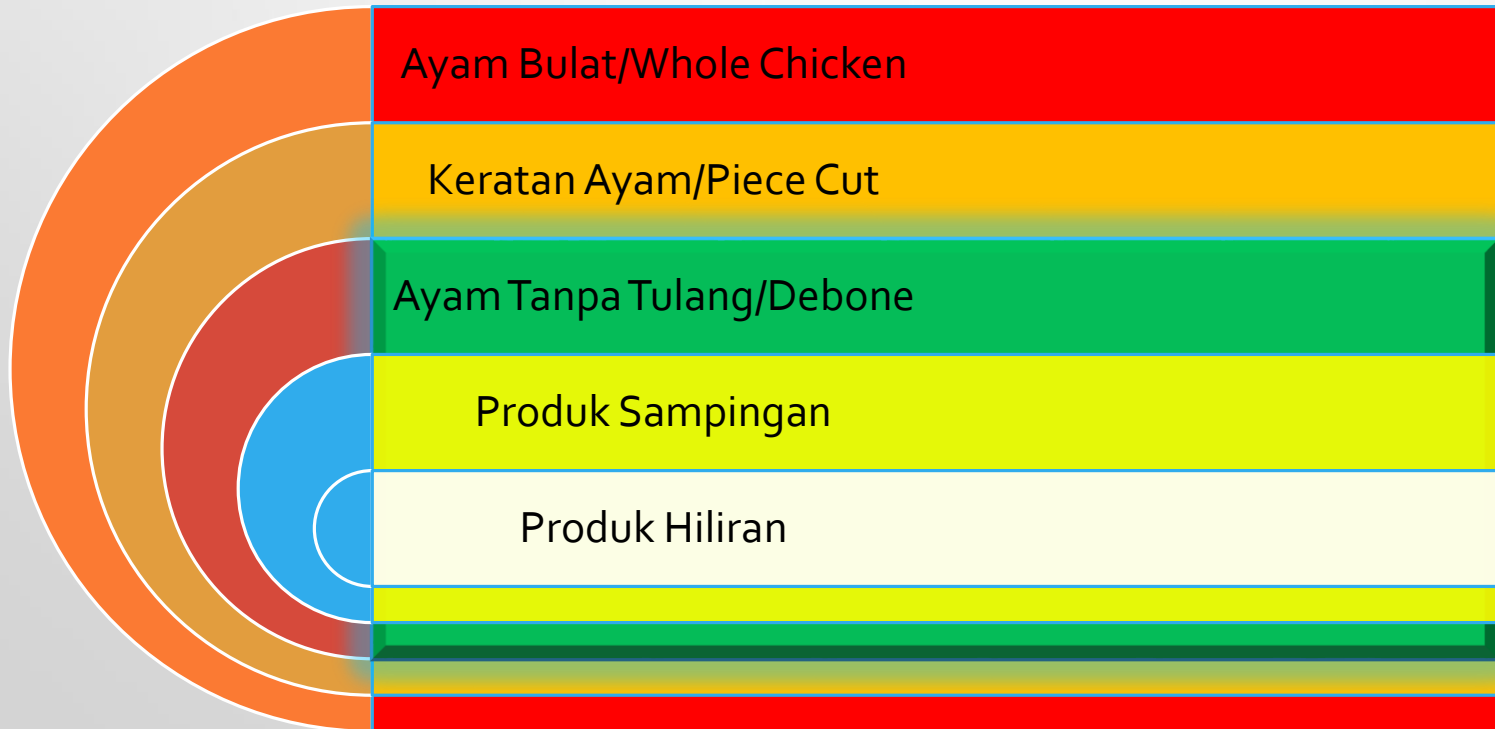 Ayam Bulat/Whole Chicken
Keratan Ayam/Piece Cut
Ayam Tanpa Tulang/Debone
Produk Sampingan
Produk Hiliran